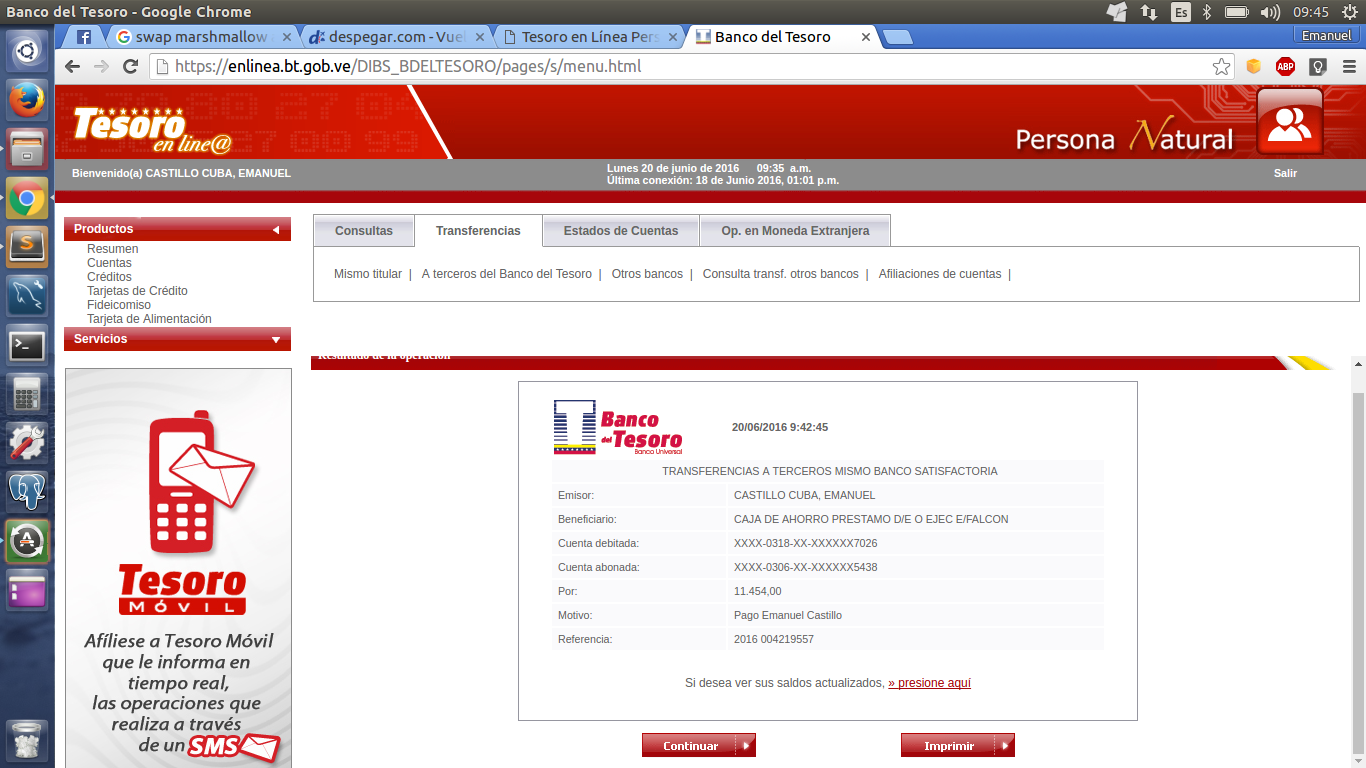 Banco del Tesoro - Google Chrome
Es
09:45
swap marshmallow
despegar.com - Vuel
Tesoro en Línea Pers
Banco del Tesoro
Emanuel
https://enlinea.bt.gob.ve/DIBS_BDELTESORO/pages/s/menu.html
ABP
Tesoro
en line@
Persona Natural
Bienvenido(a) CASTILLO CUBA, EMANUEL
Lunes 20 de junio de 2016 09:35 a.m.
Última conexión: 18 de Junio 2016, 01:01 p.m.
Salir
Productos
Resumen
Cuentas
Créditos
Tarjetas de Crédito
Fideicomiso
Tarjeta de Alimentación
Servicios
Consultas
Transferencias
Estados de Cuentas
Op. en Moneda Extranjera
Mismo titular | A terceros del Banco del Tesoro | Otros bancos | Consulta transf. otros bancos | Afiliaciones de cuentas |
Resultado de la operación
Banco
del Tesoro
Banco Universal
20/06/2016 9:42:45
TRANSFERENCIAS A TERCEROS MISMO BANCO SATISFACTORIA
Emisor: CASTILLO CUBA, EMANUEL
Beneficiario: CAJA DE AHORRO PRESTAMO D/E O EJEC E/FALCON
Cuenta debitada: XXXX-0318-XX-XXXXXX7026
Cuenta abonada: XXXX-0306-XX-XXXXXX5438
Por: 11.454,00
Motivo: Pago Emanuel Castillo
Referencia: 2016 004219557
Si desea ver sus saldos actualizados, » presione aquí
Continuar
Imprimir
Tesoro
MÓVIL
Afíliese a Tesoro Móvil
que le informa en
tiempo real,
las operaciones que
realiza a través
de un SMS